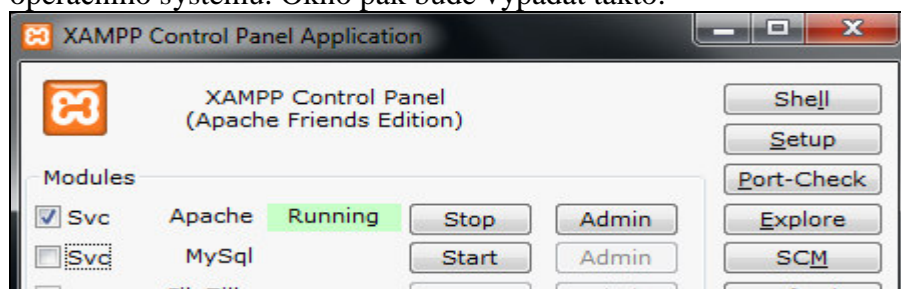 operačního systému. Okno pak bude vypadat takto:
XAMPP Control Panel Application
XAMPP Control Panel
(Apache Friends Edition)
Shell
Setup
Modules
Port-Check
Svc Apache Running Stop Admin Explore
Svc MySql Start Admin SCM